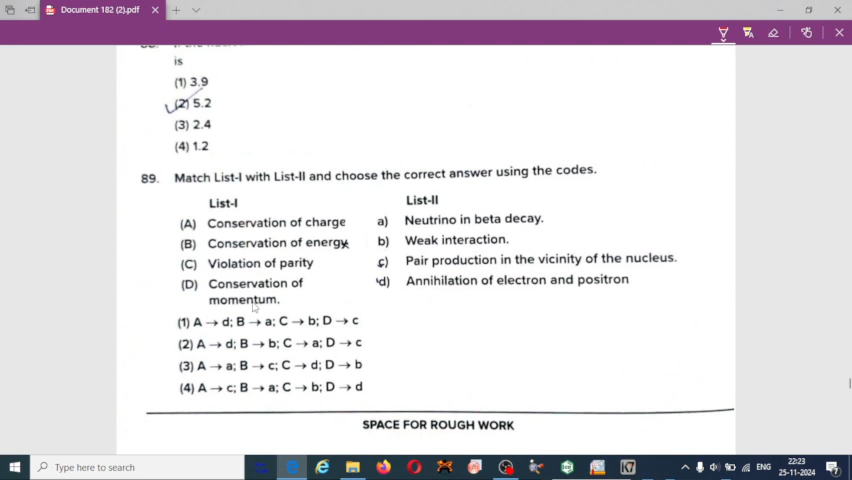 Document 182 (2).pdf
is
(1) 3.9
(2) 5.2
(3) 2.4
(4) 1.2
89. Match List-I with List-II and choose the correct answer using the codes.
List-I List-II
(A) Conservation of charge a) Neutrino in beta decay.
(B) Conservation of energy b) Weak interaction.
(C) Violation of parity c) Pair production in the vicinity of the nucleus.
(D) Conservation of d) Annihilation of electron and positron
momentum.
(1) A → d; B → a; C → b; D → c
(2) A → d; B → b; C → a; D → c
(3) A → a; B → c; C → d; D → b
(4) A → c; B → a; C → b; D → d
SPACE FOR ROUGH WORK
Type here to search
ENG
22:23
25-11-2024